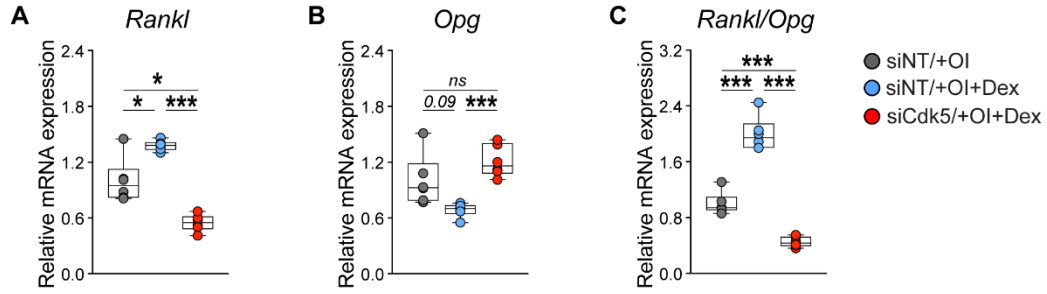 A
Rankl
Relative mRNA expression
2.4
1.8
1.2
0.6
0.0
*
* ***
B
Opg
Relative mRNA expression
2.4
1.8
1.2
0.6
0.0
ns
0.09 ***
C
Rankl/Opg
Relative mRNA expression
3.2
2.4
1.6
0.8
0.0
***
*** ***
siNT/+OI
siNT/+OI+Dex
siCdk5/+OI+Dex